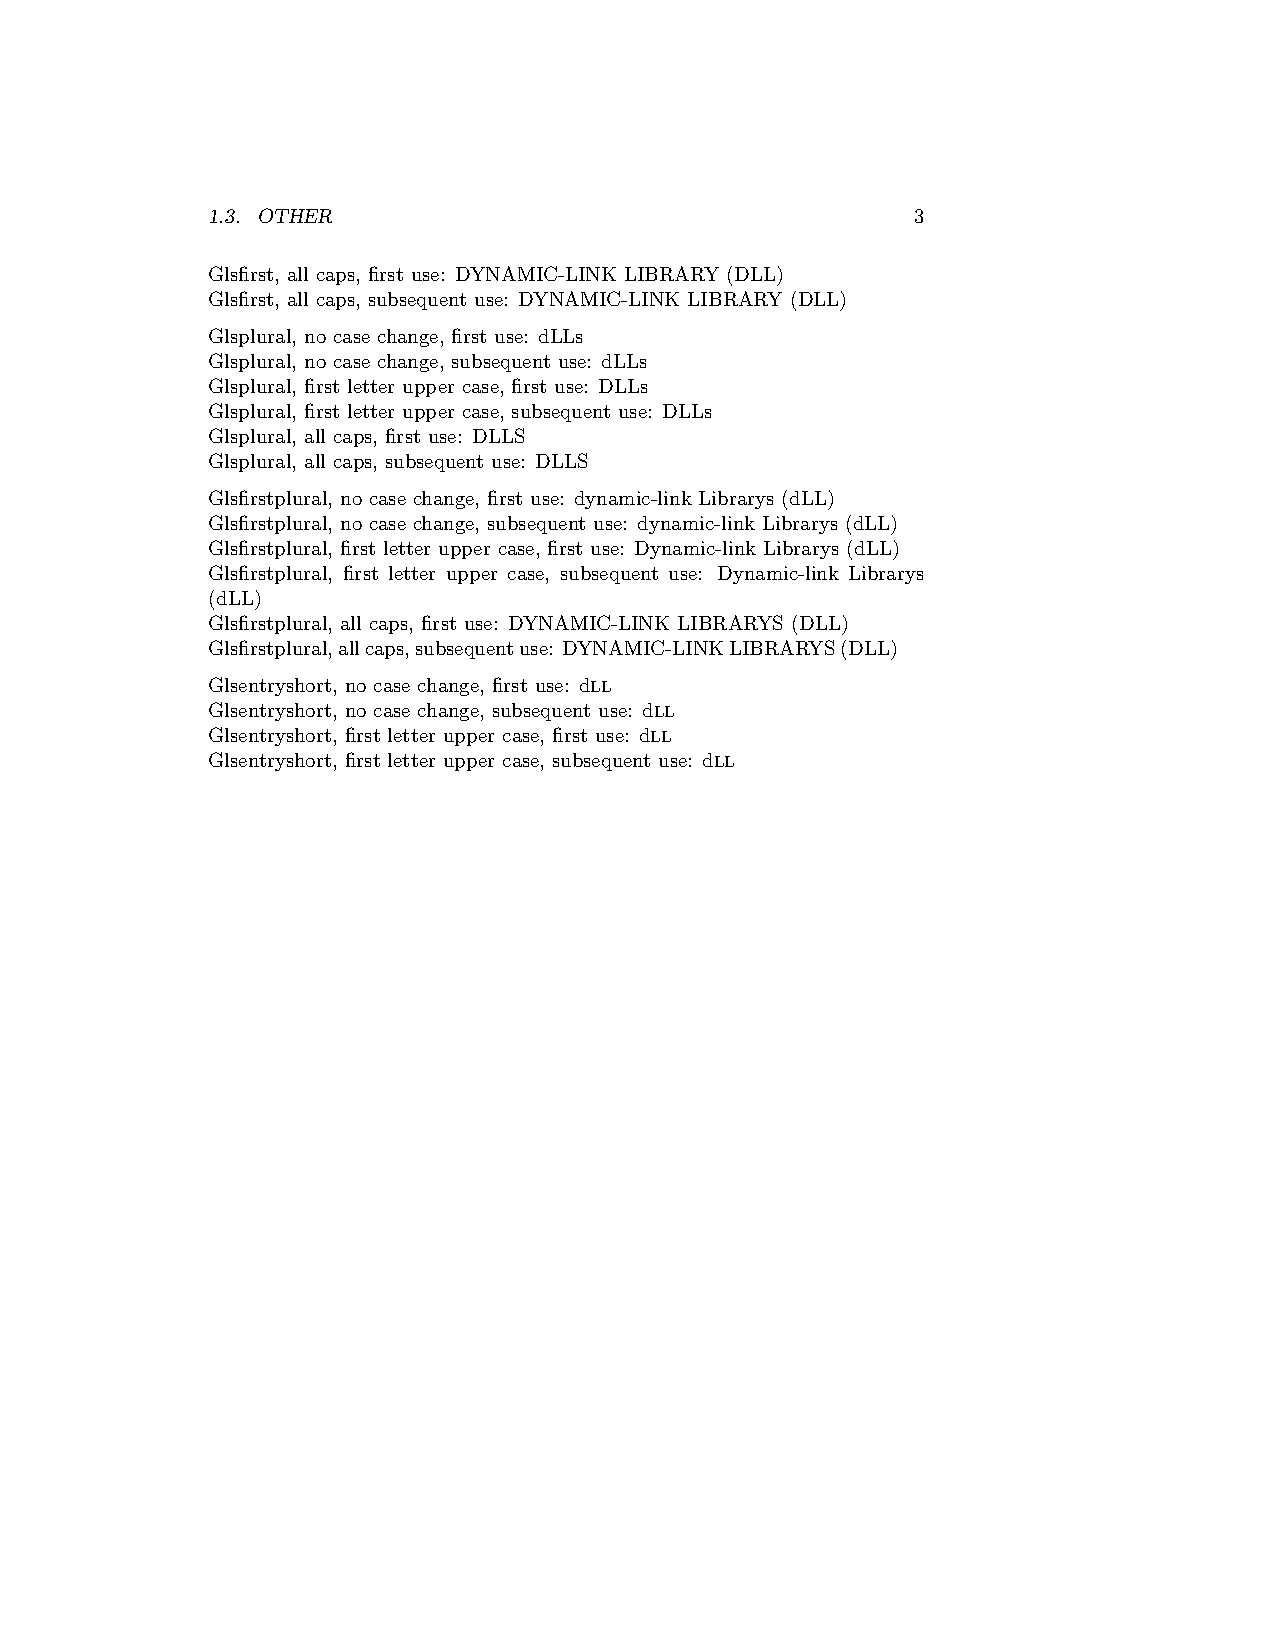 1.3. OTHER 3
Glsfirst, all caps, first use: DYNAMIC-LINK LIBRARY (DLL)
Glsfirst, all caps, subsequent use: DYNAMIC-LINK LIBRARY (DLL)
Glsplural, no case change, first use: dLLs
Glsplural, no case change, subsequent use: dLLs
Glsplural, first letter upper case, first use: DLLs
Glsplural, first letter upper case, subsequent use: DLLs
Glsplural, all caps, first use: DLLS
Glsplural, all caps, subsequent use: DLLS
Glsfirstplural, no case change, first use: dynamic-link Librarys (dLL)
Glsfirstplural, no case change, subsequent use: dynamic-link Librarys (dLL)
Glsfirstplural, first letter upper case, first use: Dynamic-link Librarys (dLL)
Glsfirstplural, first letter upper case, subsequent use: Dynamic-link Librarys
(dLL)
Glsfirstplural, all caps, first use: DYNAMIC-LINK LIBRARYS (DLL)
Glsfirstplural, all caps, subsequent use: DYNAMIC-LINK LIBRARYS (DLL)
Glsentryshort, no case change, first use: dʟʟ
Glsentryshort, no case change, subsequent use: dʟʟ
Glsentryshort, first letter upper case, first use: dʟʟ
Glsentryshort, first letter upper case, subsequent use: dʟʟ